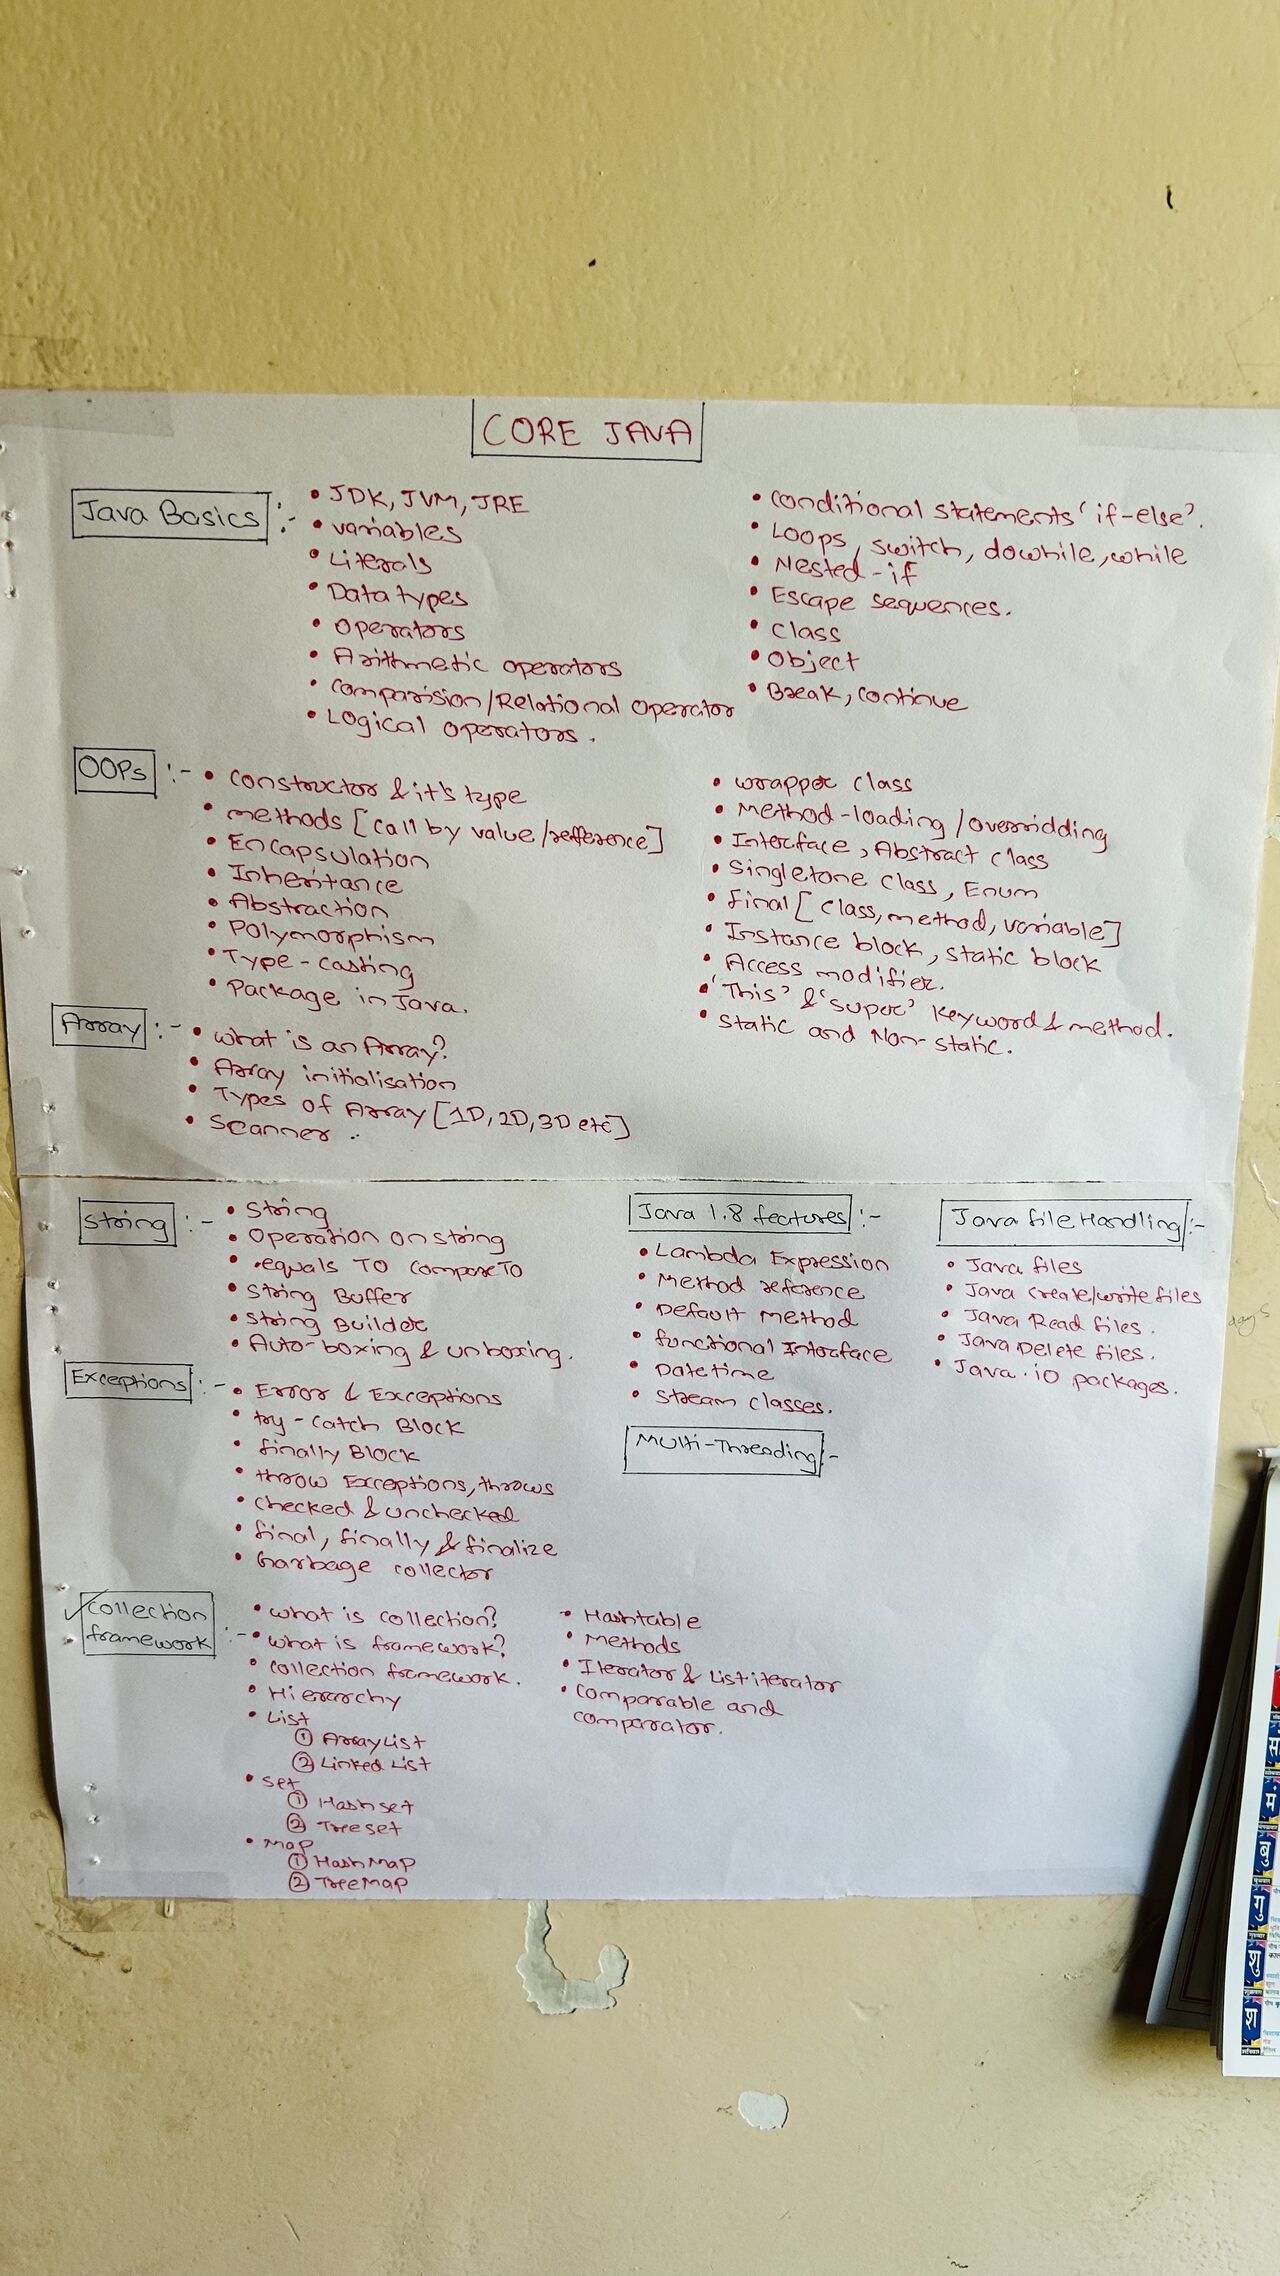 CORE JAVA
Java Basics :-
• JDK, JVM, JRE
• variables
• Literals
• Data types
• Operators
• Arithmetic operators
• Comparision/Relational Operator
• Logical operators.
• Conditional statements 'if-else'.
• Loops, switch, dowhile, while
• Nested-if
• Escape sequences.
• Class
• Object
• Break, continue
OOPs :-
• Constructor & it's type
• methods [call by value/refference]
• Encapsulation
• Inheritance
• Abstraction
• Polymorphism
• Type-casting
• Package in Java.
• wrapper class
• Method-loading/overridding
• Interface, Abstract class
• Singletone class, Enum
• Final [class, method, variable]
• Instance block, static block
• Access modifier.
• 'This' & 'super' keyword & method.
• Static and Non-static.
Array :-
• what is an Array?
• Array initialisation
• Types of Array [1D, 2D, 3D etc]
• Scanner.
String :-
• String
• Operation on string
• .equals TO compareTO
• String Buffer
• String Builder
• Auto-boxing & unboxing.
Java 1.8 features :-
• Lambda Expression
• Method reference
• Default Method
• functional Interface
• Datetime
• Stream classes.
Java file Handling :-
• Java files
• Java create/write files
• Java Read files.
• Java Delete files.
• Java.io packages.
days
Exceptions :-
• Error & Exceptions
• try-catch Block
• finally Block
• throw Exceptions, throws
• checked & unchecked
• final, finally & finalize
• Garbage collector
Multi-Threading :-
Collection
framework :-
• what is collection?
• what is framework?
• collection framework.
• Hierarchy
• List
① ArrayList
② Linked List
• Set
① Hashset
② Treeset
• Map
① HashMap
② TreeMap
• Hashtable
• Methods
• Iterator & Listiterator
• Comparable and
comparator.
मं
बु
गु
शु
श